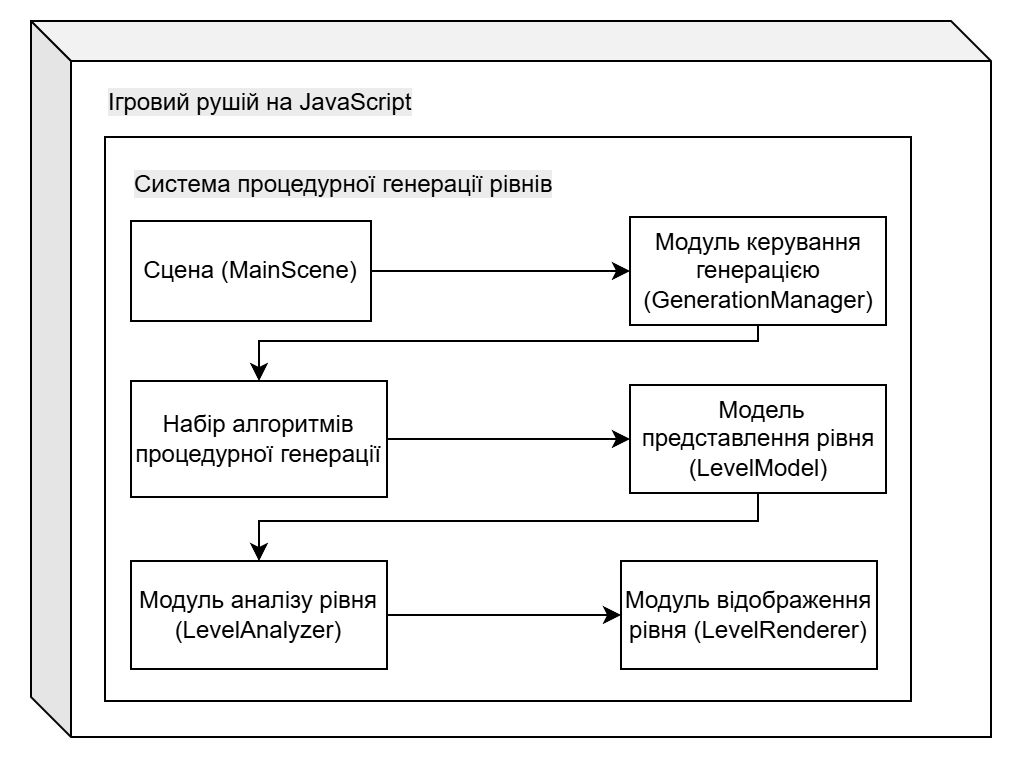 Ігровий рушій на JavaScript
Система процедурної генерації рівнів
Сцена (MainScene)
Модуль керування
генерацією
(GenerationManager)
Набір алгоритмів
процедурної генерації
Модель
представлення рівня
(LevelModel)
Модуль аналізу рівня
(LevelAnalyzer)
Модуль відображення
рівня (LevelRenderer)